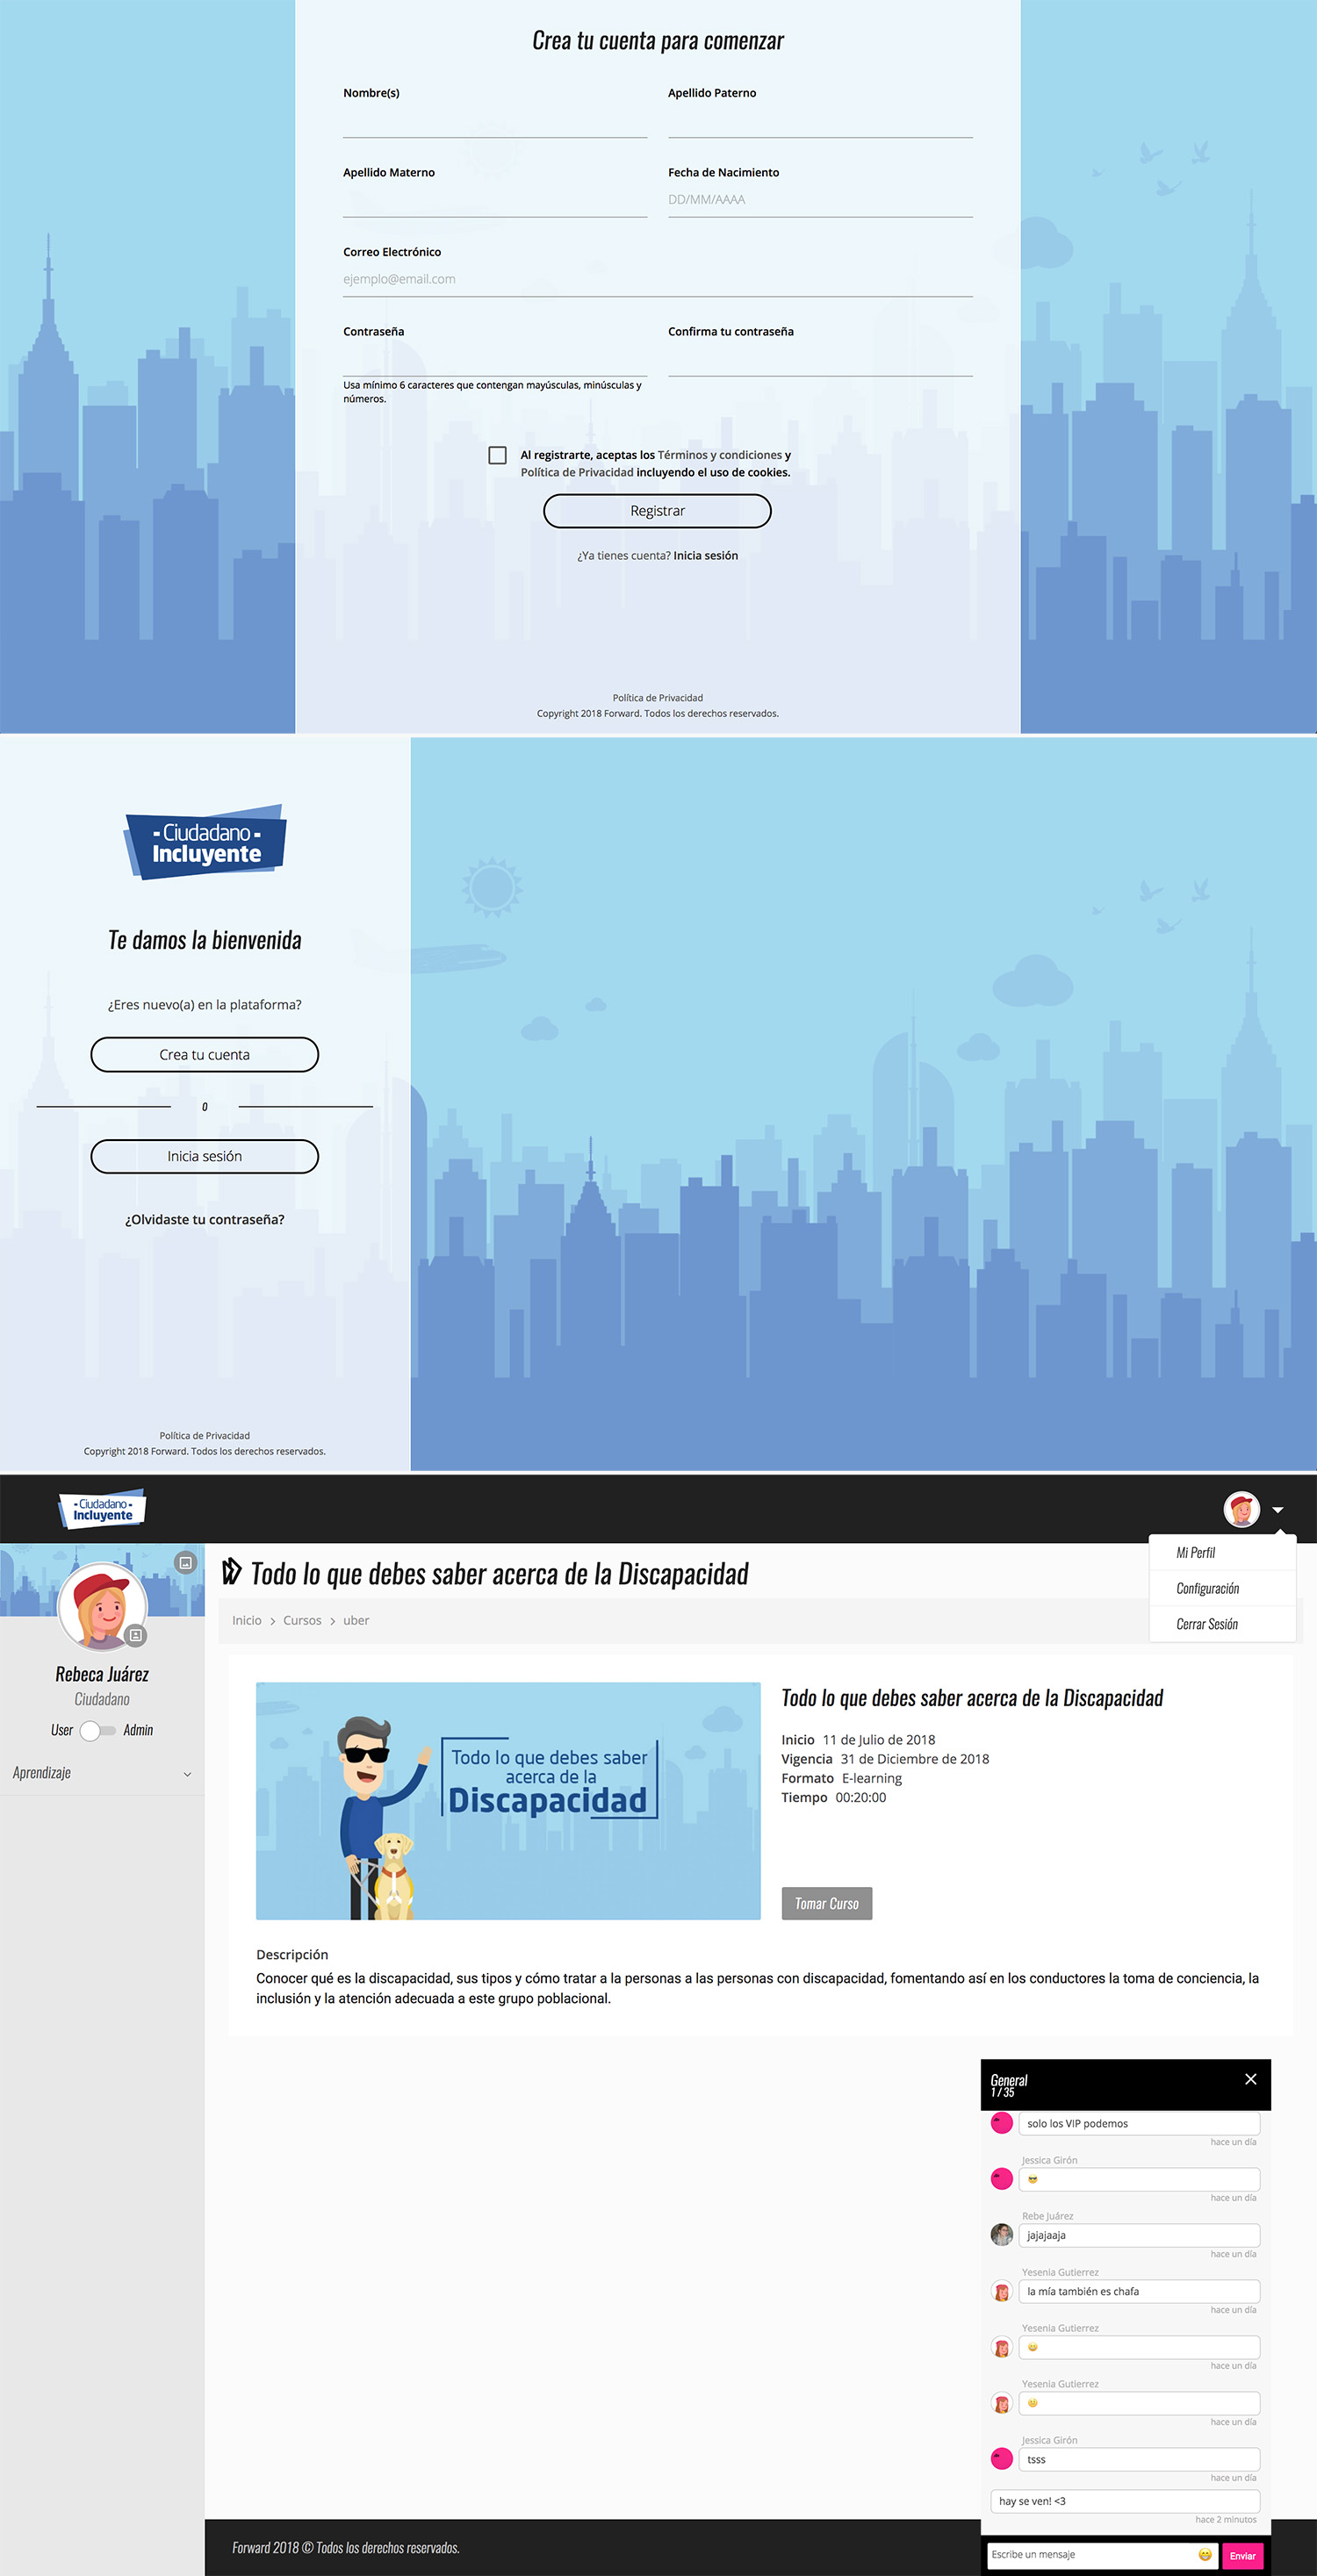 Crea tu cuenta para comenzar
Nombre(s)
Apellido Paterno
Apellido Materno
Fecha de Nacimiento
DD/MM/AAAA
Correo Electrónico
ejemplo@email.com
Contraseña
Confirma tu contraseña
Usa mínimo 6 caracteres que contengan mayúsculas, minúsculas y
números.
Al registrarte, aceptas los Términos y condiciones y
Política de Privacidad incluyendo el uso de cookies.
Registrar
¿Ya tienes cuenta? Inicia sesión
Política de Privacidad
Copyright 2018 Forward. Todos los derechos reservados.
- Ciudadano -
Incluyente
Te damos la bienvenida
¿Eres nuevo(a) en la plataforma?
Crea tu cuenta
o
Inicia sesión
¿Olvidaste tu contraseña?
Política de Privacidad
Copyright 2018 Forward. Todos los derechos reservados.
- Ciudadano -
Incluyente
Mi Perfil
Configuración
Cerrar Sesión
Rebeca Juárez
Ciudadano
User Admin
Aprendizaje
Todo lo que debes saber acerca de la Discapacidad
Inicio > Cursos > uber
Todo lo que debes saber
acerca de la
Discapacidad
Todo lo que debes saber acerca de la Discapacidad
Inicio 11 de Julio de 2018
Vigencia 31 de Diciembre de 2018
Formato E-learning
Tiempo 00:20:00
Tomar Curso
Descripción
Conocer qué es la discapacidad, sus tipos y cómo tratar a la personas a las personas con discapacidad, fomentando así en los conductores la toma de conciencia, la
inclusión y la atención adecuada a este grupo poblacional.
General
1 / 35
solo los VIP podemos
hace un día
Jessica Girón
😎
hace un día
Rebe Juárez
jajajaaja
hace un día
Yesenia Gutierrez
la mía también es chafa
hace un día
Yesenia Gutierrez
hace un día
Yesenia Gutierrez
hace un día
Jessica Girón
tsss
hace un día
hay se ven! <3
hace 2 minutos
Escribe un mensaje
Enviar
Forward 2018 © Todos los derechos reservados.